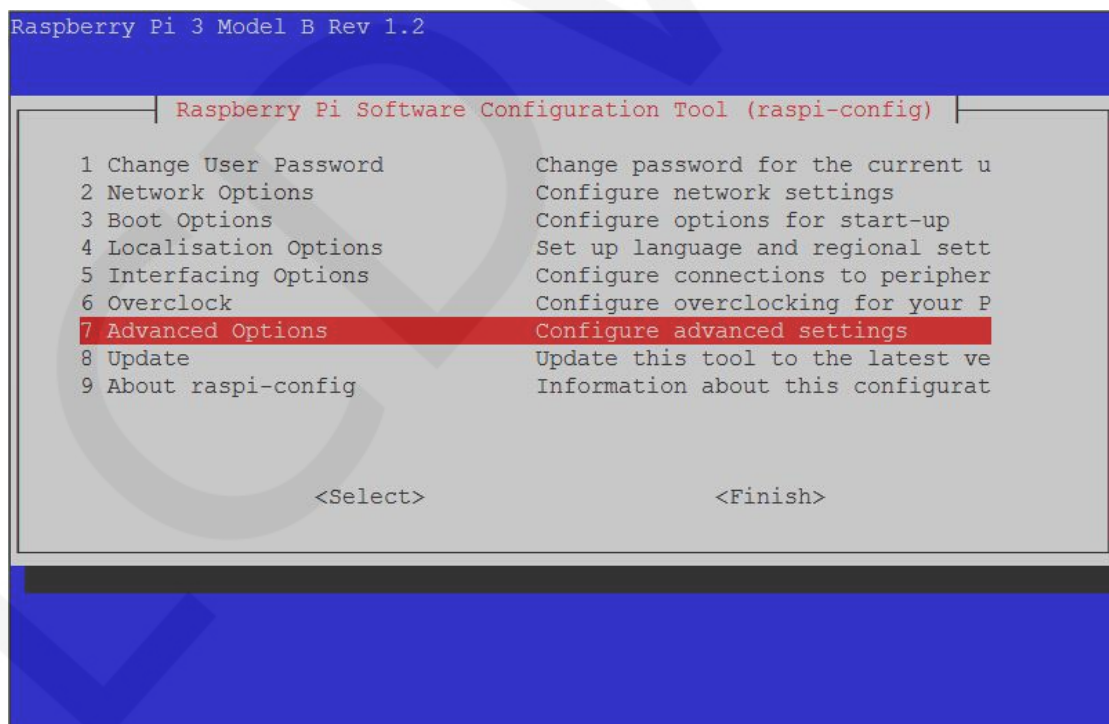 Raspberry Pi 3 Model B Rev 1.2
Raspberry Pi Software Configuration Tool (raspi-config)
1 Change User Password Change password for the current u
2 Network Options Configure network settings
3 Boot Options Configure options for start-up
4 Localisation Options Set up language and regional sett
5 Interfacing Options Configure connections to peripher
6 Overclock Configure overclocking for your P
7 Advanced Options Configure advanced settings
8 Update Update this tool to the latest ve
9 About raspi-config Information about this configurat
<Select> <Finish>